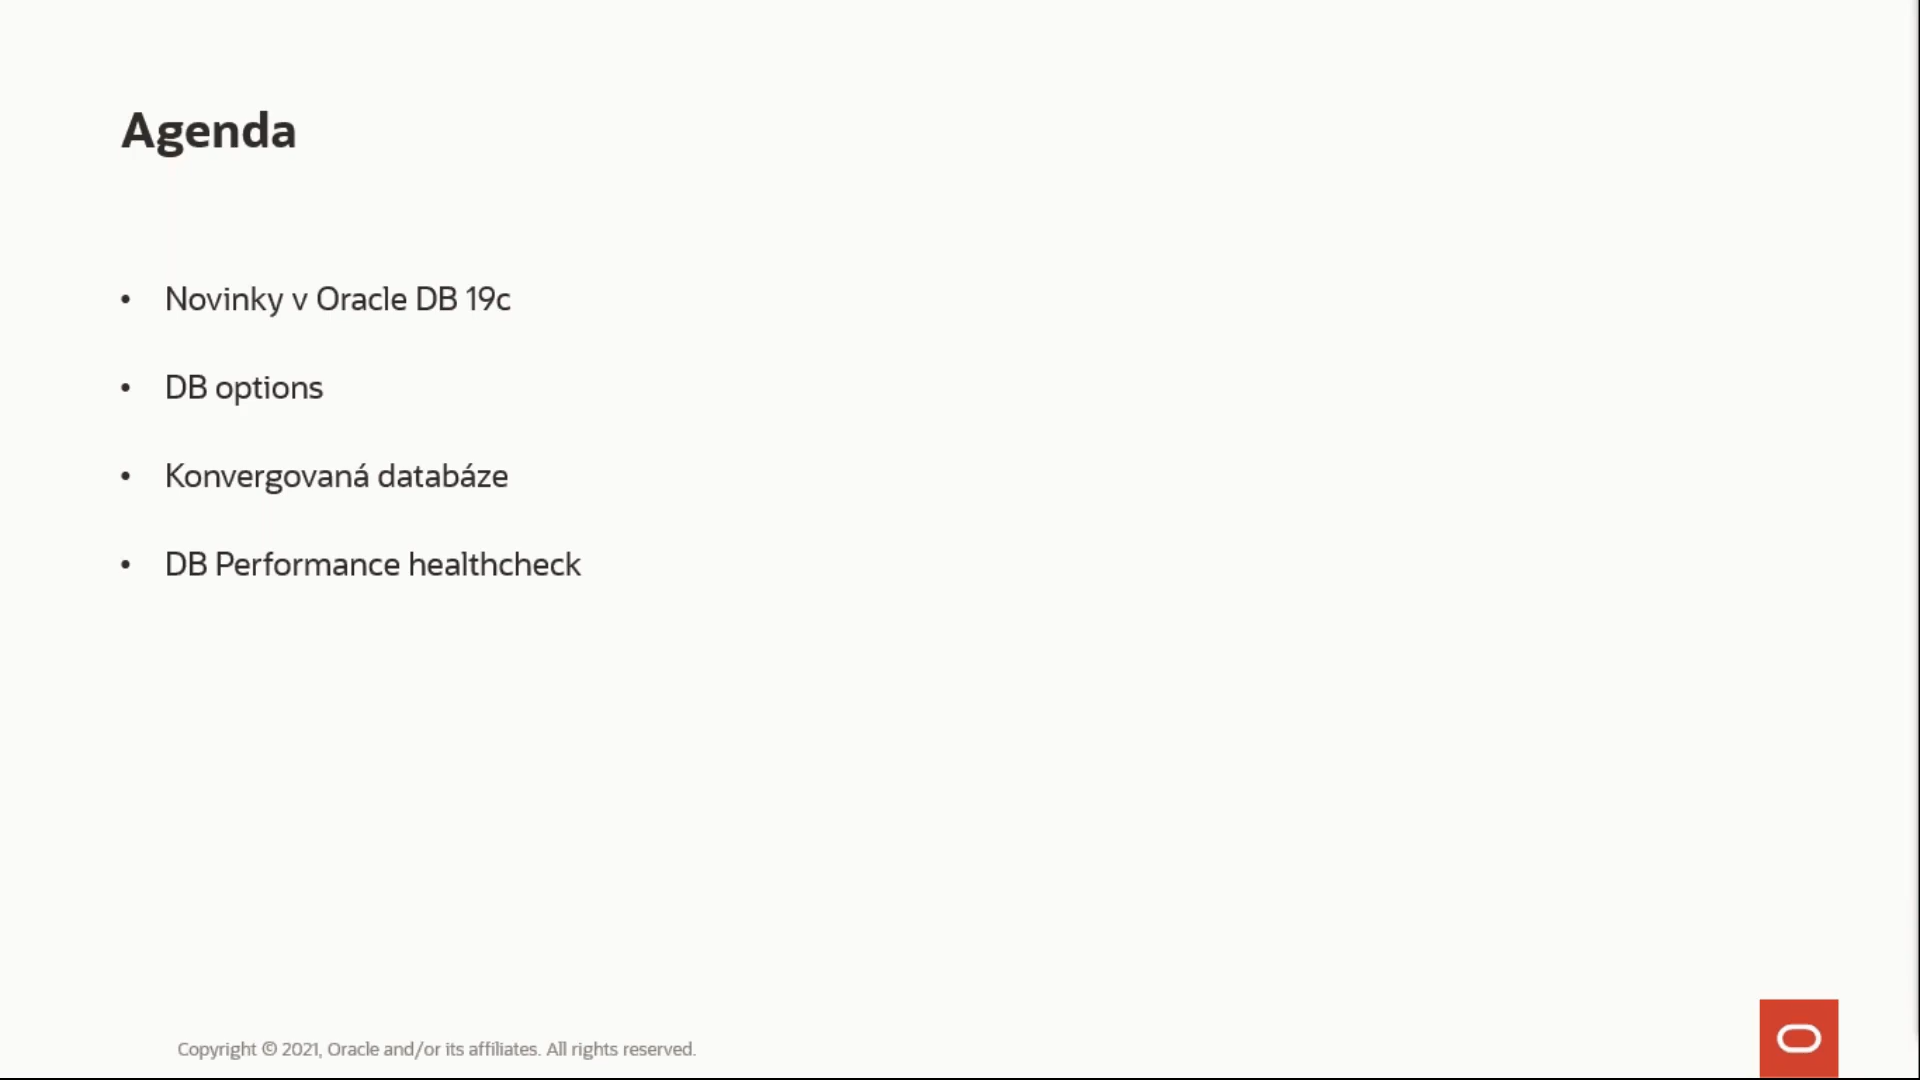 Agenda
• Novinky v Oracle DB 19c
• DB options
• Konvergovaná databáze
• DB Performance healthcheck
Copyright © 2021, Oracle and/or its affiliates. All rights reserved.